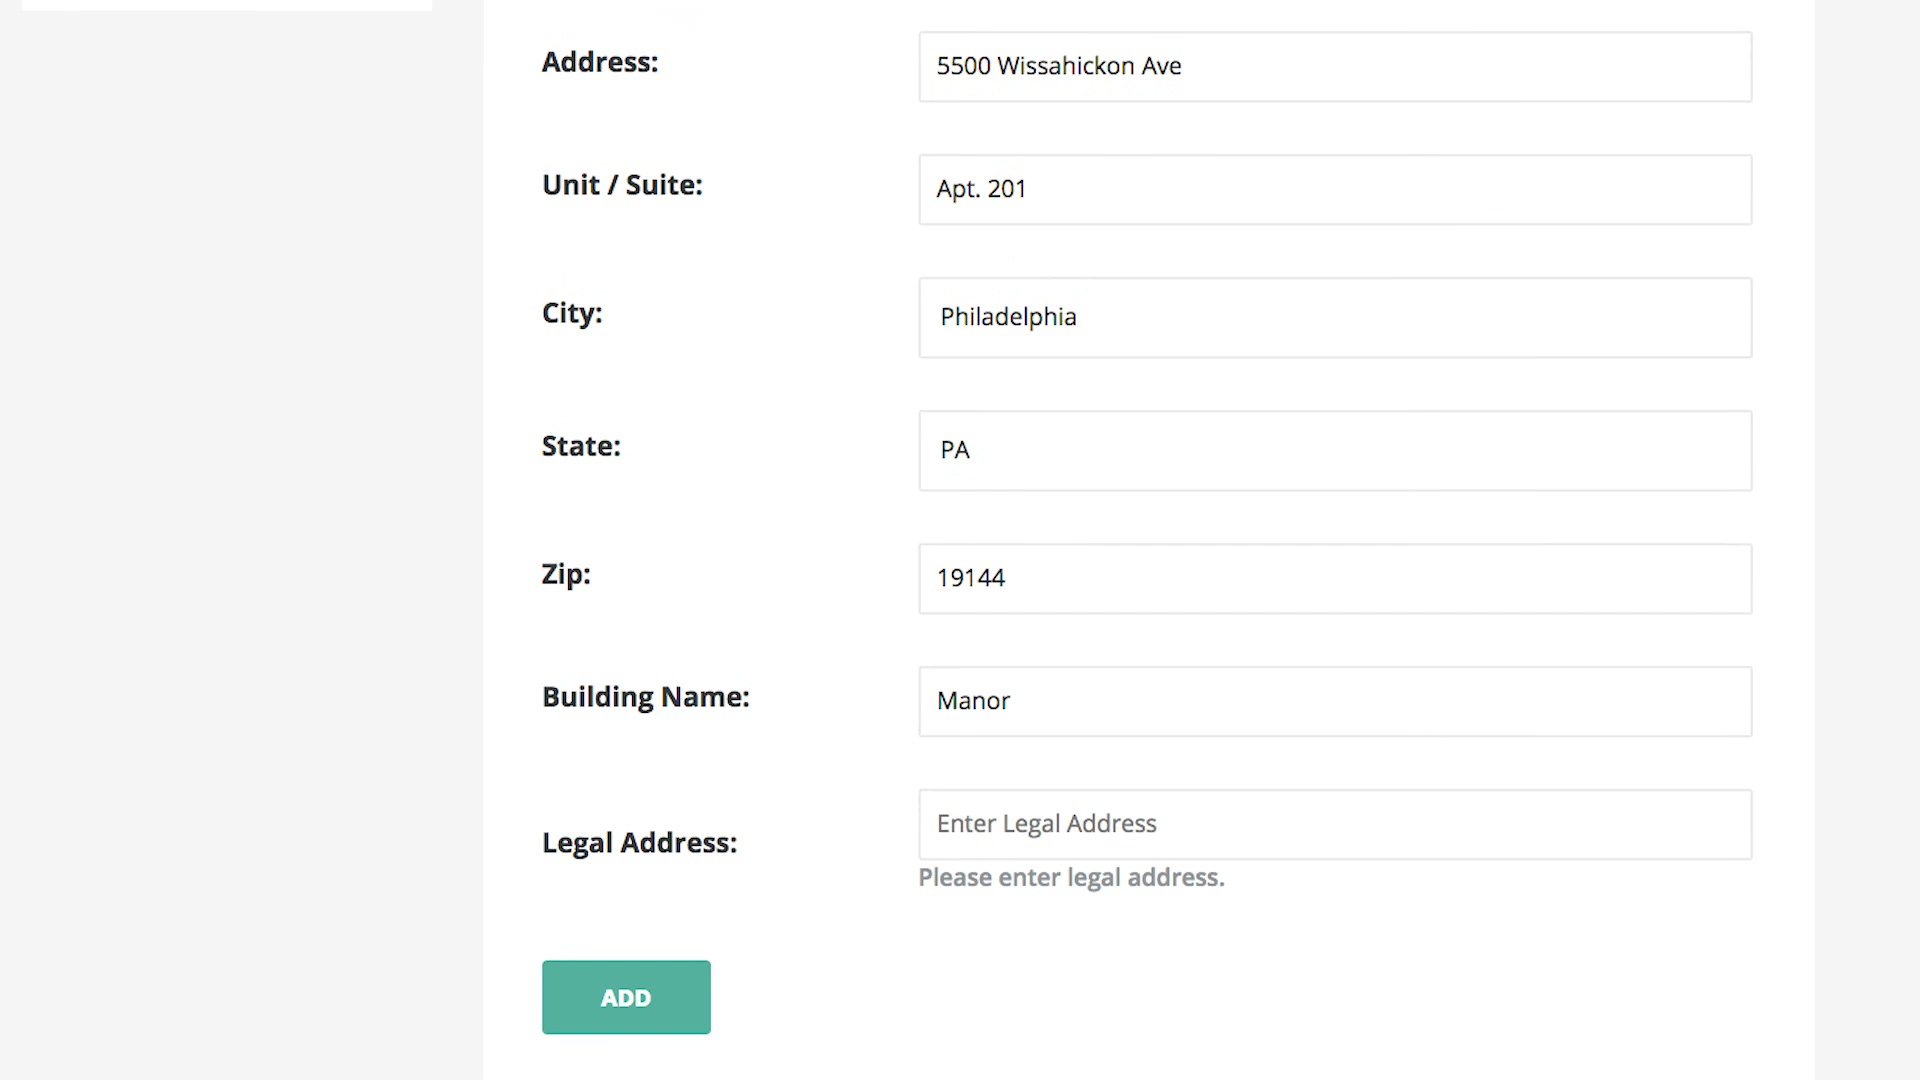 Address:
5500 Wissahickon Ave
Unit / Suite:
Apt. 201
City:
Philadelphia
State:
PA
Zip:
19144
Building Name:
Manor
Legal Address:
Enter Legal Address
Please enter legal address.
ADD